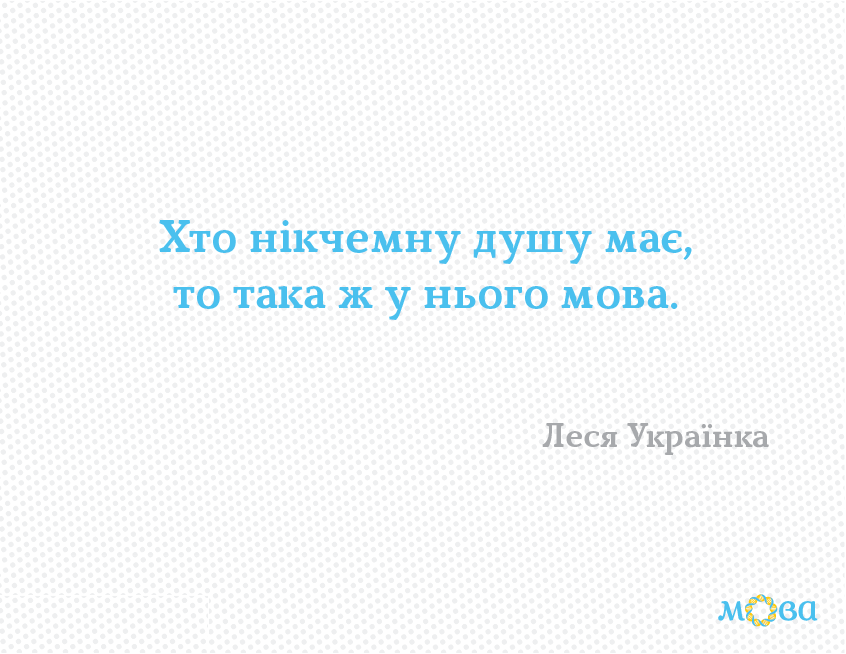 Хто нікчемну душу має,
то така ж у нього мова.
Леся Українка
мова